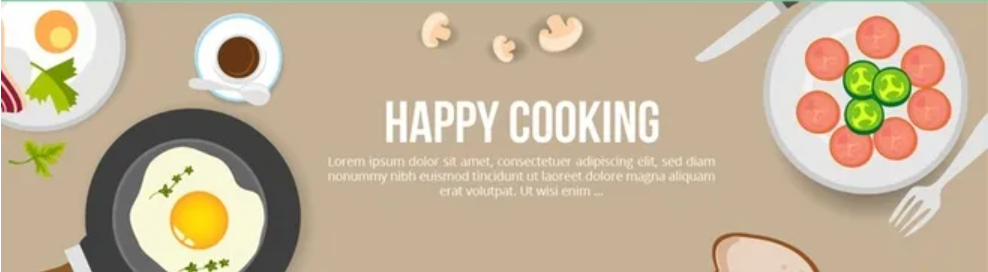 HAPPY COOKING
Lorem ipsum dolor sit amet, consectetuer adipiscing elit, sed diam
nonummy nibh euismod tincidunt ut laoreet dolore magna aliquam
erat volutpat. Ut wisi enim ...